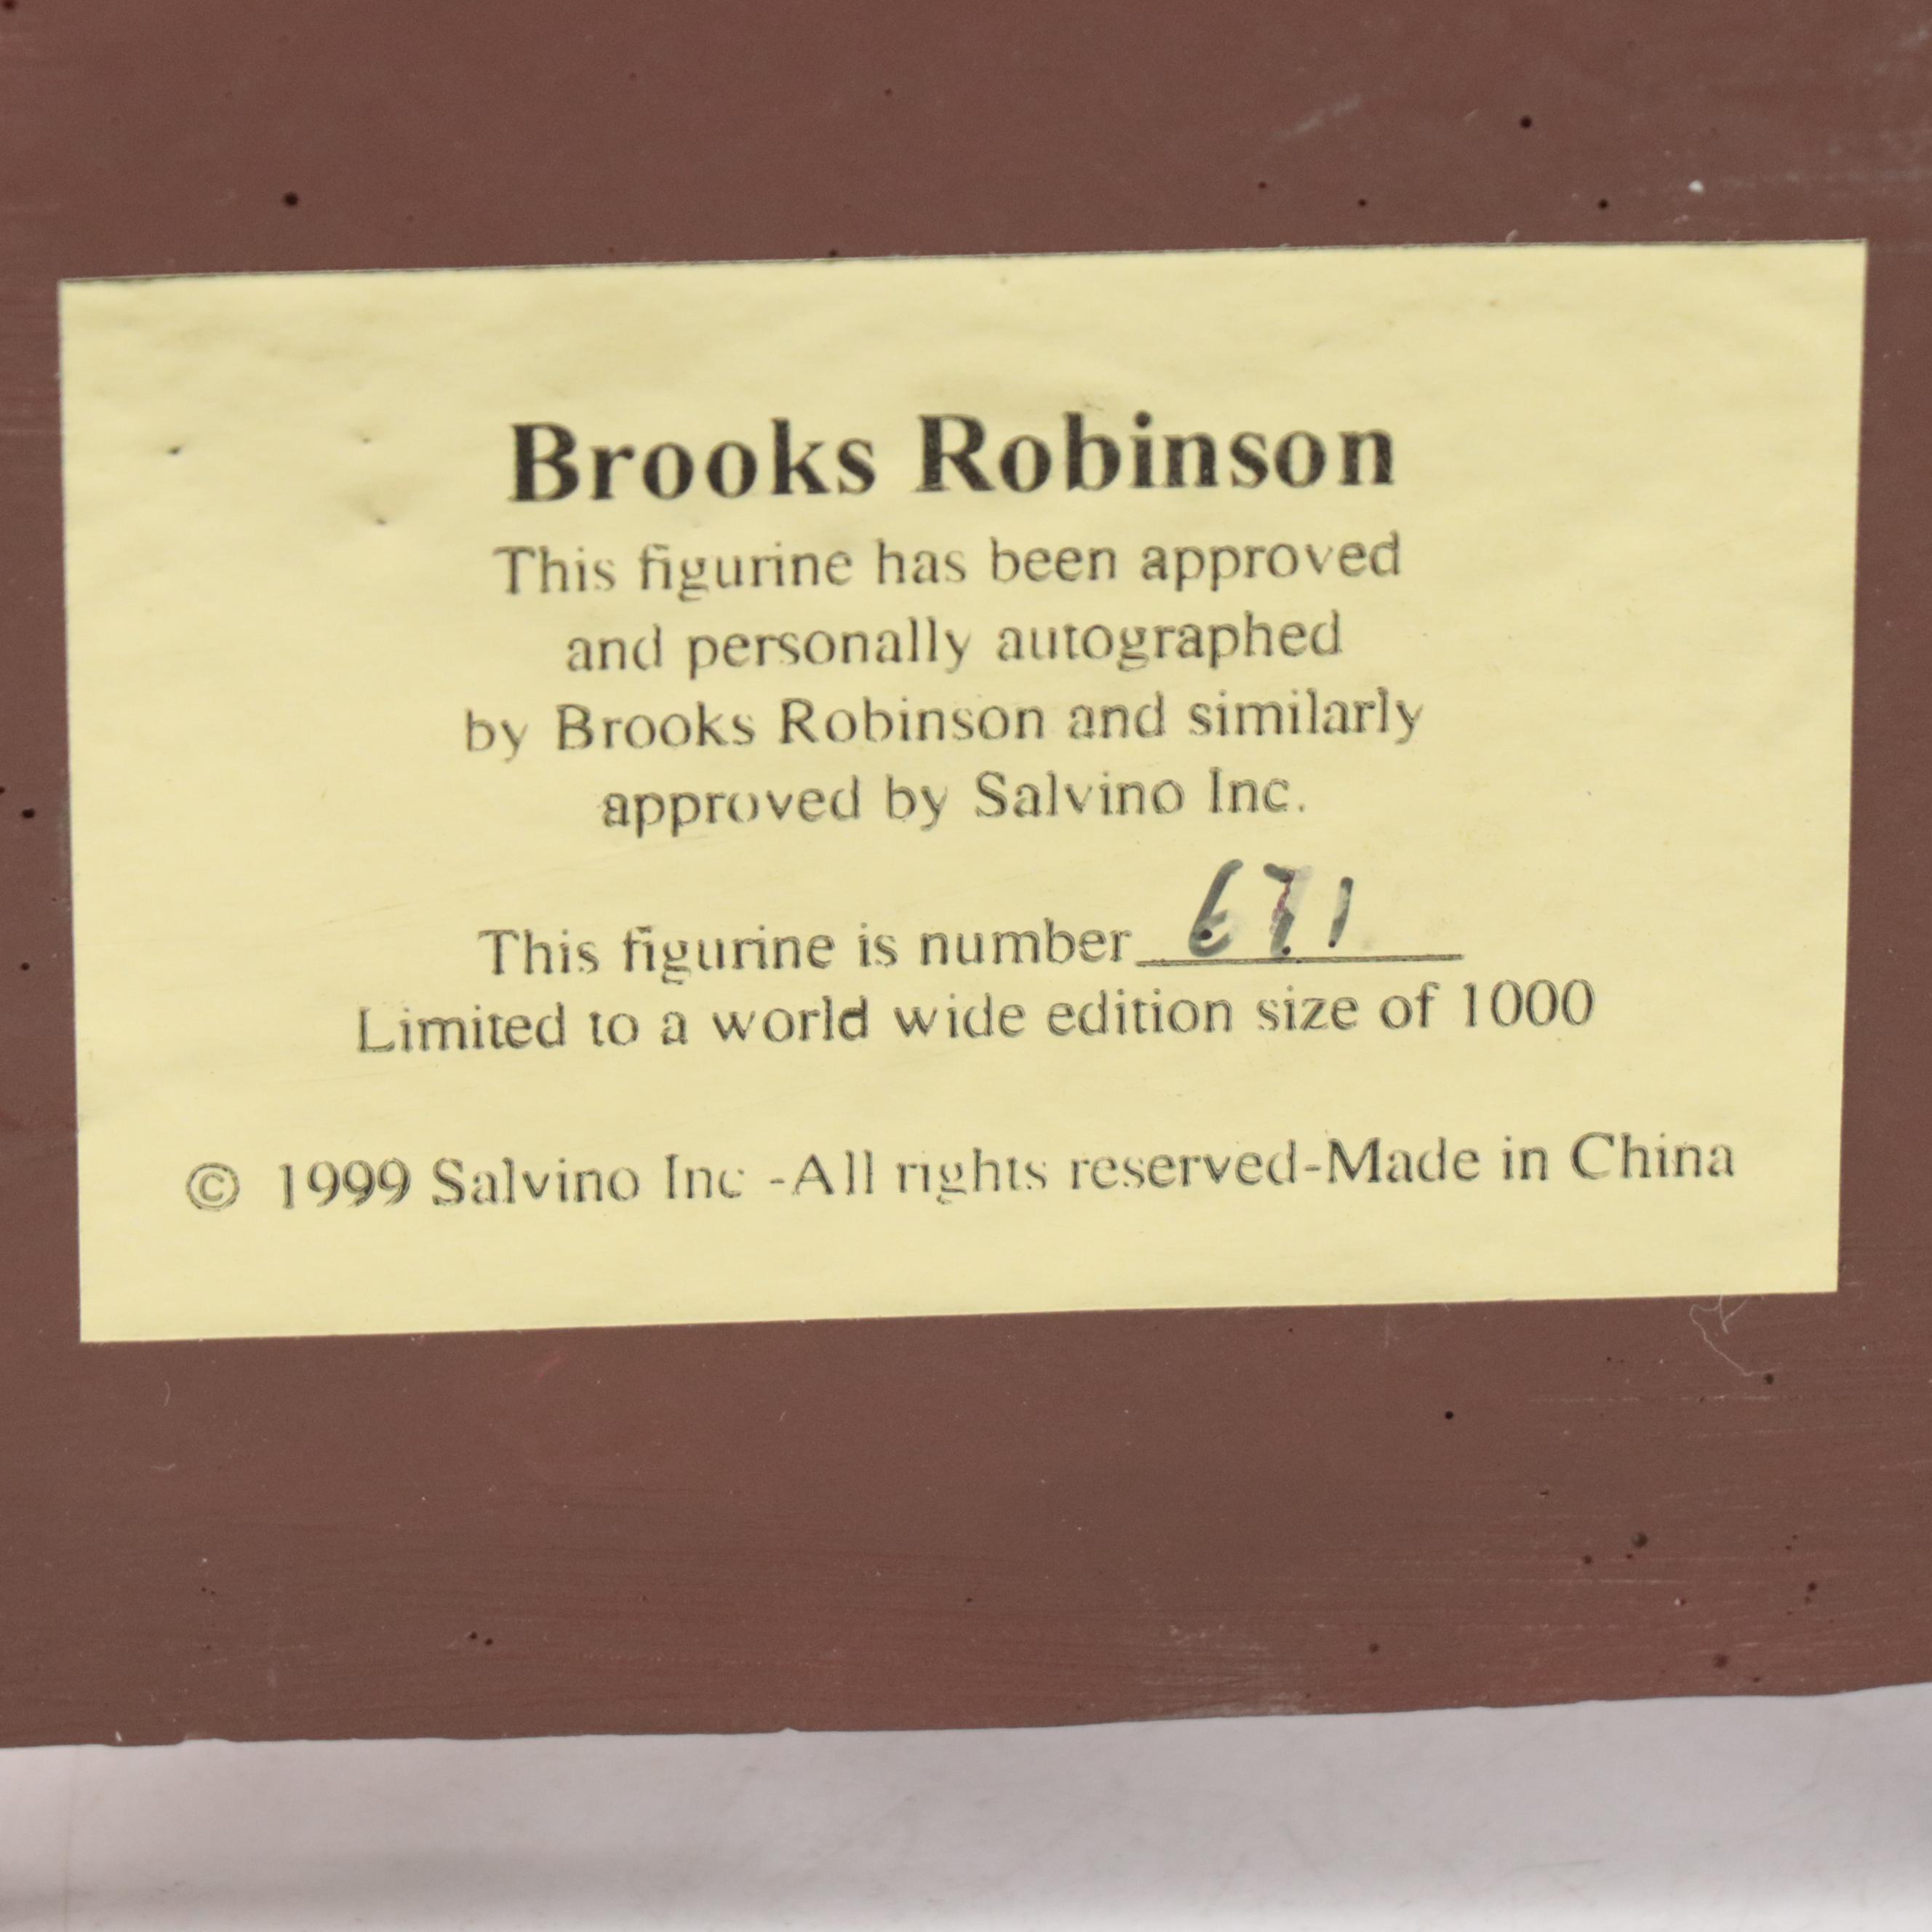 Brooks Robinson
This figurine has been approved
and personally autographed
by Brooks Robinson and similarly
approved by Salvino Inc.
This figurine is number 671
Limited to a world wide edition size of 1000
© 1999 Salvino Inc -All rights reserved-Made in China